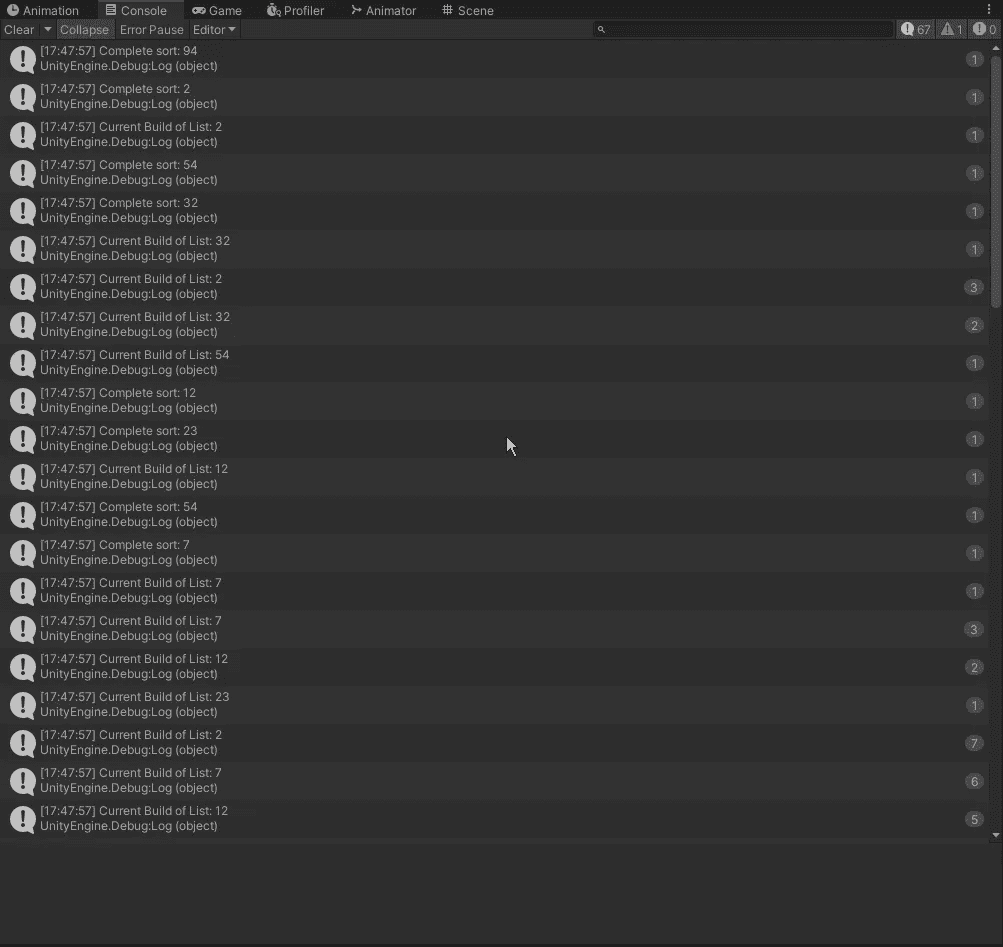 Animation Console Game Profiler Animator Scene
Clear Collapse Error Pause Editor 67 1 0
[17:47:57] Complete sort: 94
UnityEngine.Debug:Log (object)
1
[17:47:57] Complete sort: 2
UnityEngine.Debug:Log (object)
1
[17:47:57] Current Build of List: 2
UnityEngine.Debug:Log (object)
1
[17:47:57] Complete sort: 54
UnityEngine.Debug:Log (object)
1
[17:47:57] Complete sort: 32
UnityEngine.Debug:Log (object)
1
[17:47:57] Current Build of List: 32
UnityEngine.Debug:Log (object)
1
[17:47:57] Current Build of List: 2
UnityEngine.Debug:Log (object)
3
[17:47:57] Current Build of List: 32
UnityEngine.Debug:Log (object)
2
[17:47:57] Current Build of List: 54
UnityEngine.Debug:Log (object)
1
[17:47:57] Complete sort: 12
UnityEngine.Debug:Log (object)
1
[17:47:57] Complete sort: 23
UnityEngine.Debug:Log (object)
1
[17:47:57] Current Build of List: 12
UnityEngine.Debug:Log (object)
1
[17:47:57] Complete sort: 54
UnityEngine.Debug:Log (object)
1
[17:47:57] Complete sort: 7
UnityEngine.Debug:Log (object)
1
[17:47:57] Current Build of List: 7
UnityEngine.Debug:Log (object)
1
[17:47:57] Current Build of List: 7
UnityEngine.Debug:Log (object)
3
[17:47:57] Current Build of List: 12
UnityEngine.Debug:Log (object)
2
[17:47:57] Current Build of List: 23
UnityEngine.Debug:Log (object)
1
[17:47:57] Current Build of List: 2
UnityEngine.Debug:Log (object)
7
[17:47:57] Current Build of List: 7
UnityEngine.Debug:Log (object)
6
[17:47:57] Current Build of List: 12
UnityEngine.Debug:Log (object)
5